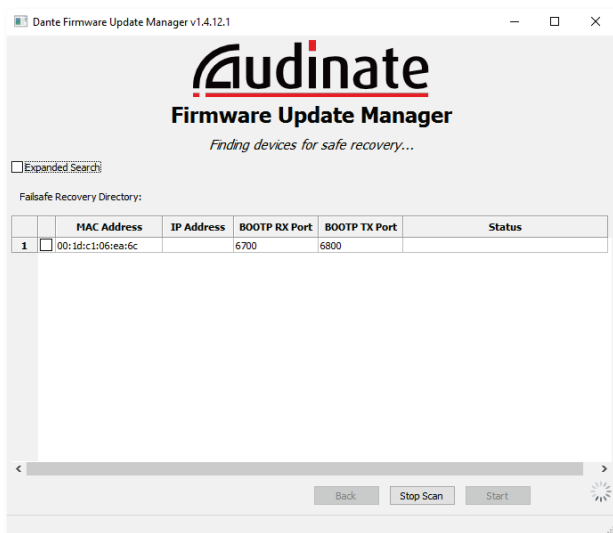 Dante Firmware Update Manager v1.4.12.1
Audinate
Firmware Update Manager
Finding devices for safe recovery...
Expanded Search
Failsafe Recovery Directory:
MAC Address IP Address BOOTP RX Port BOOTP TX Port Status
1 00:1d:c1:06:ea:6c 6700 6800
Back Stop Scan Start